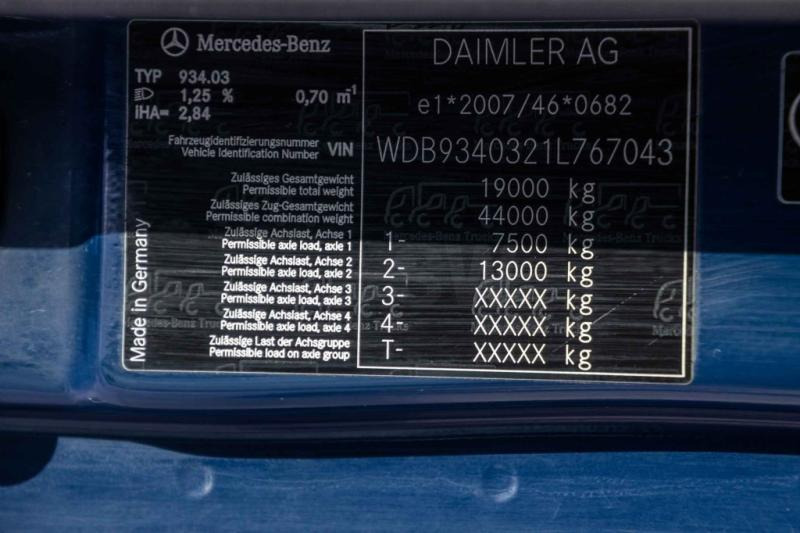 Mercedes-Benz
TYP 934.03
1,25 % 0,70 m-1
iHA= 2,84
Fahrzeugidentifizierungsnummer
Vehicle Identification Number VIN
Zulässiges Gesamtgewicht
Permissible total weight
Zulässiges Zug-Gesamtgewicht
Permissible combination weight
Zulässige Achslast, Achse 1
Permissible axle load, axle 1
Zulässige Achslast, Achse 2
Permissible axle load, axle 2
Zulässige Achslast, Achse 3
Permissible axle load, axle 3
Zulässige Achslast, Achse 4
Permissible axle load, axle 4
Zulässige Last der Achsgruppe
Permissible load on axle group
Made in Germany
DAIMLER AG
e1*2007/46*0682
WDB9340321L767043
19000 kg
44000 kg
1- 7500 kg
2- 13000 kg
3- XXXXX kg
4- XXXXX kg
T- XXXXX kg